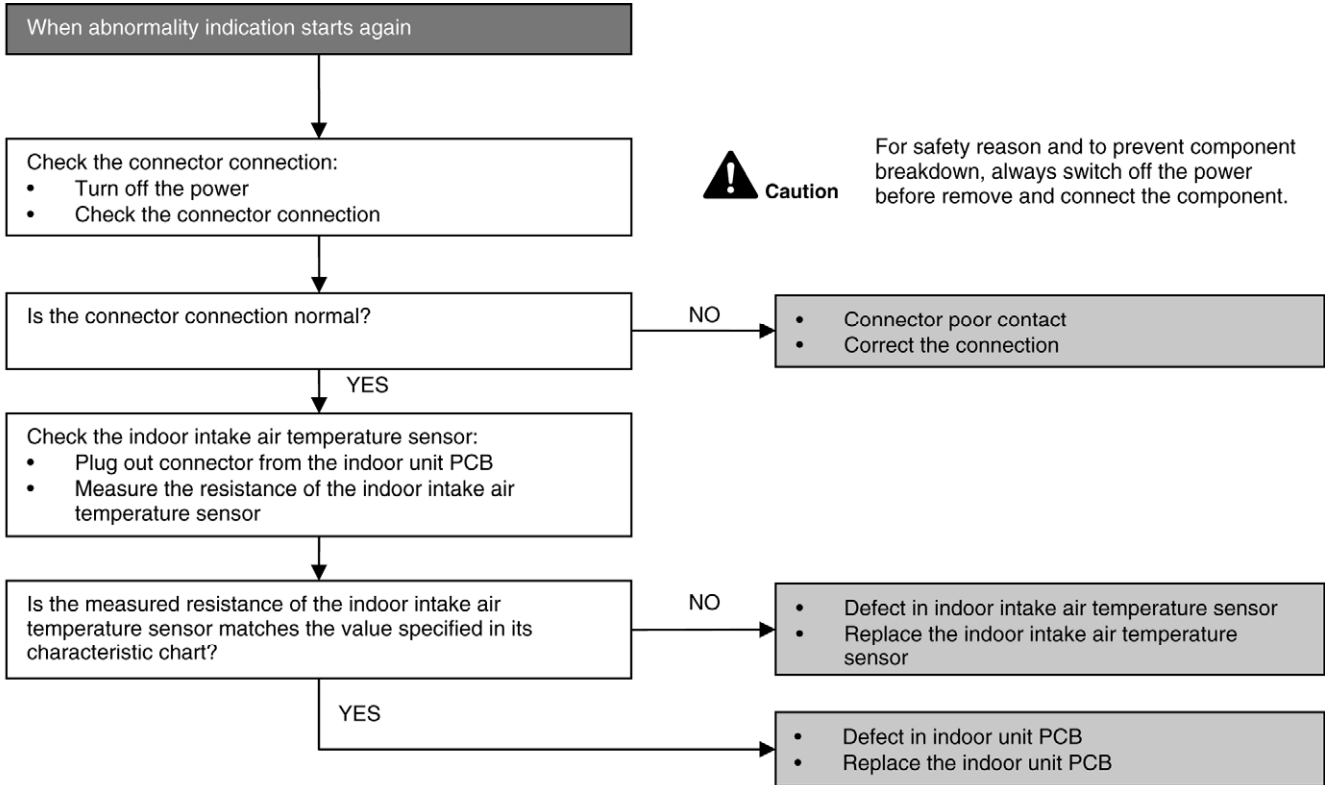 When abnormality indication starts again
Check the connector connection:
• Turn off the power
• Check the connector connection
Caution
For safety reason and to prevent component
breakdown, always switch off the power
before remove and connect the component.
Is the connector connection normal?
NO
• Connector poor contact
• Correct the connection
YES
Check the indoor intake air temperature sensor:
• Plug out connector from the indoor unit PCB
• Measure the resistance of the indoor intake air
temperature sensor
Is the measured resistance of the indoor intake air
temperature sensor matches the value specified in its
characteristic chart?
NO
• Defect in indoor intake air temperature sensor
• Replace the indoor intake air temperature
sensor
YES
• Defect in indoor unit PCB
• Replace the indoor unit PCB